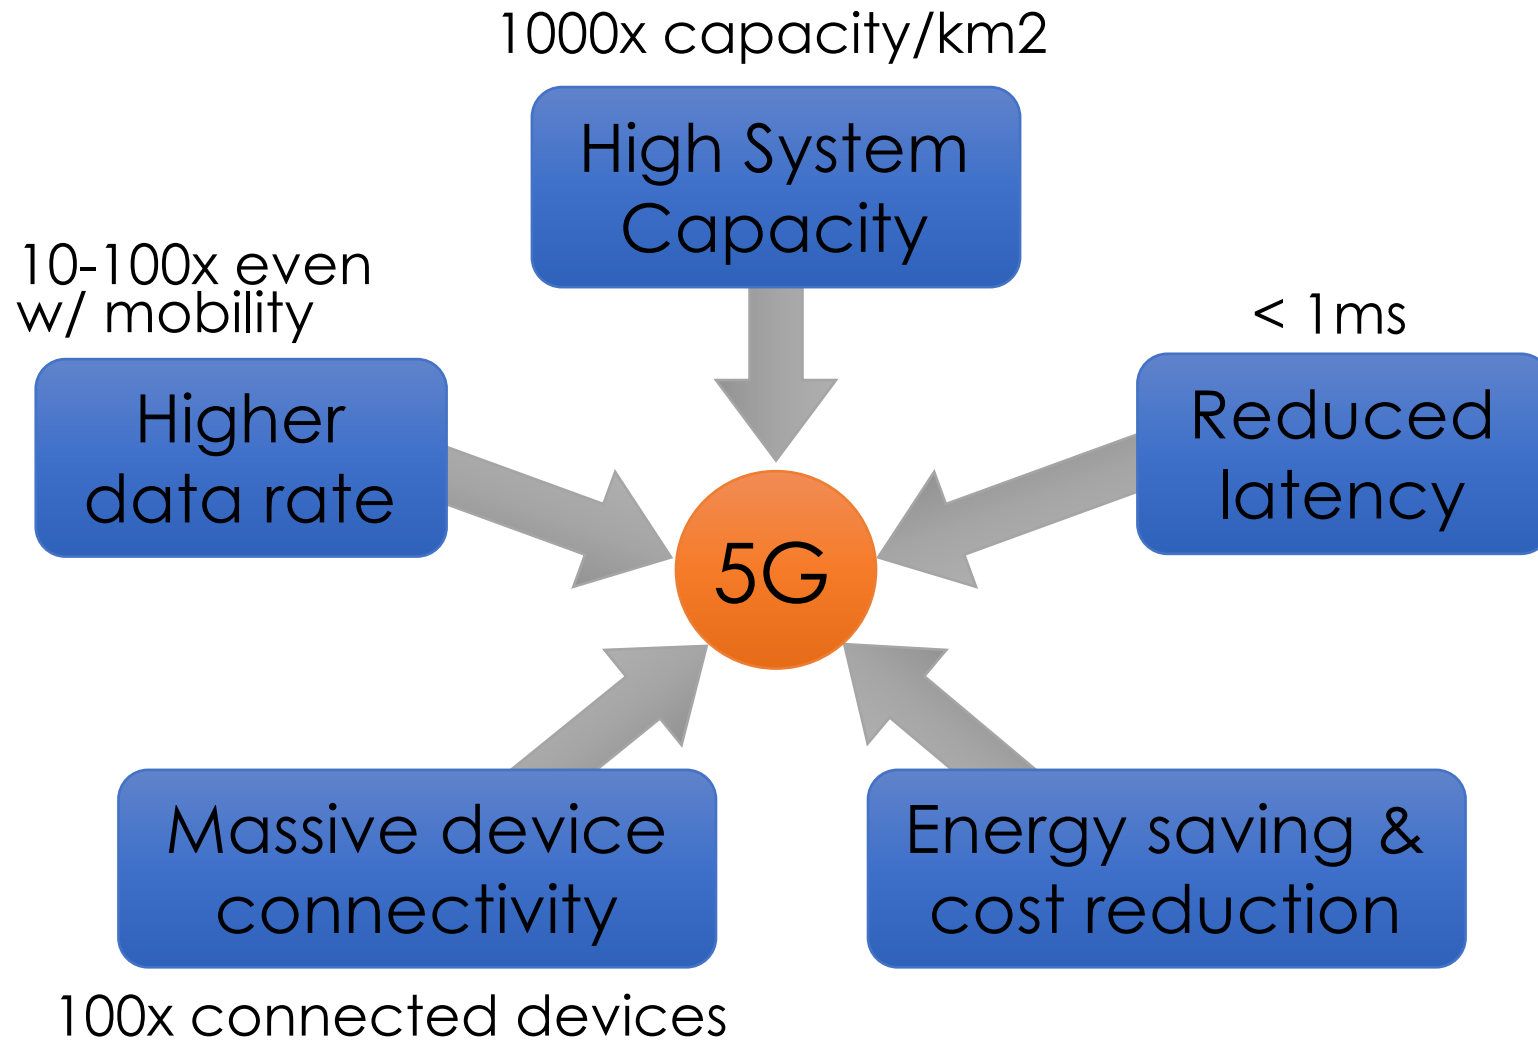 1000x capacity/km2
High System
Capacity
10-100x even
w/ mobility
Higher
data rate
< 1ms
Reduced
latency
5G
Massive device
connectivity
100x connected devices
Energy saving &
cost reduction